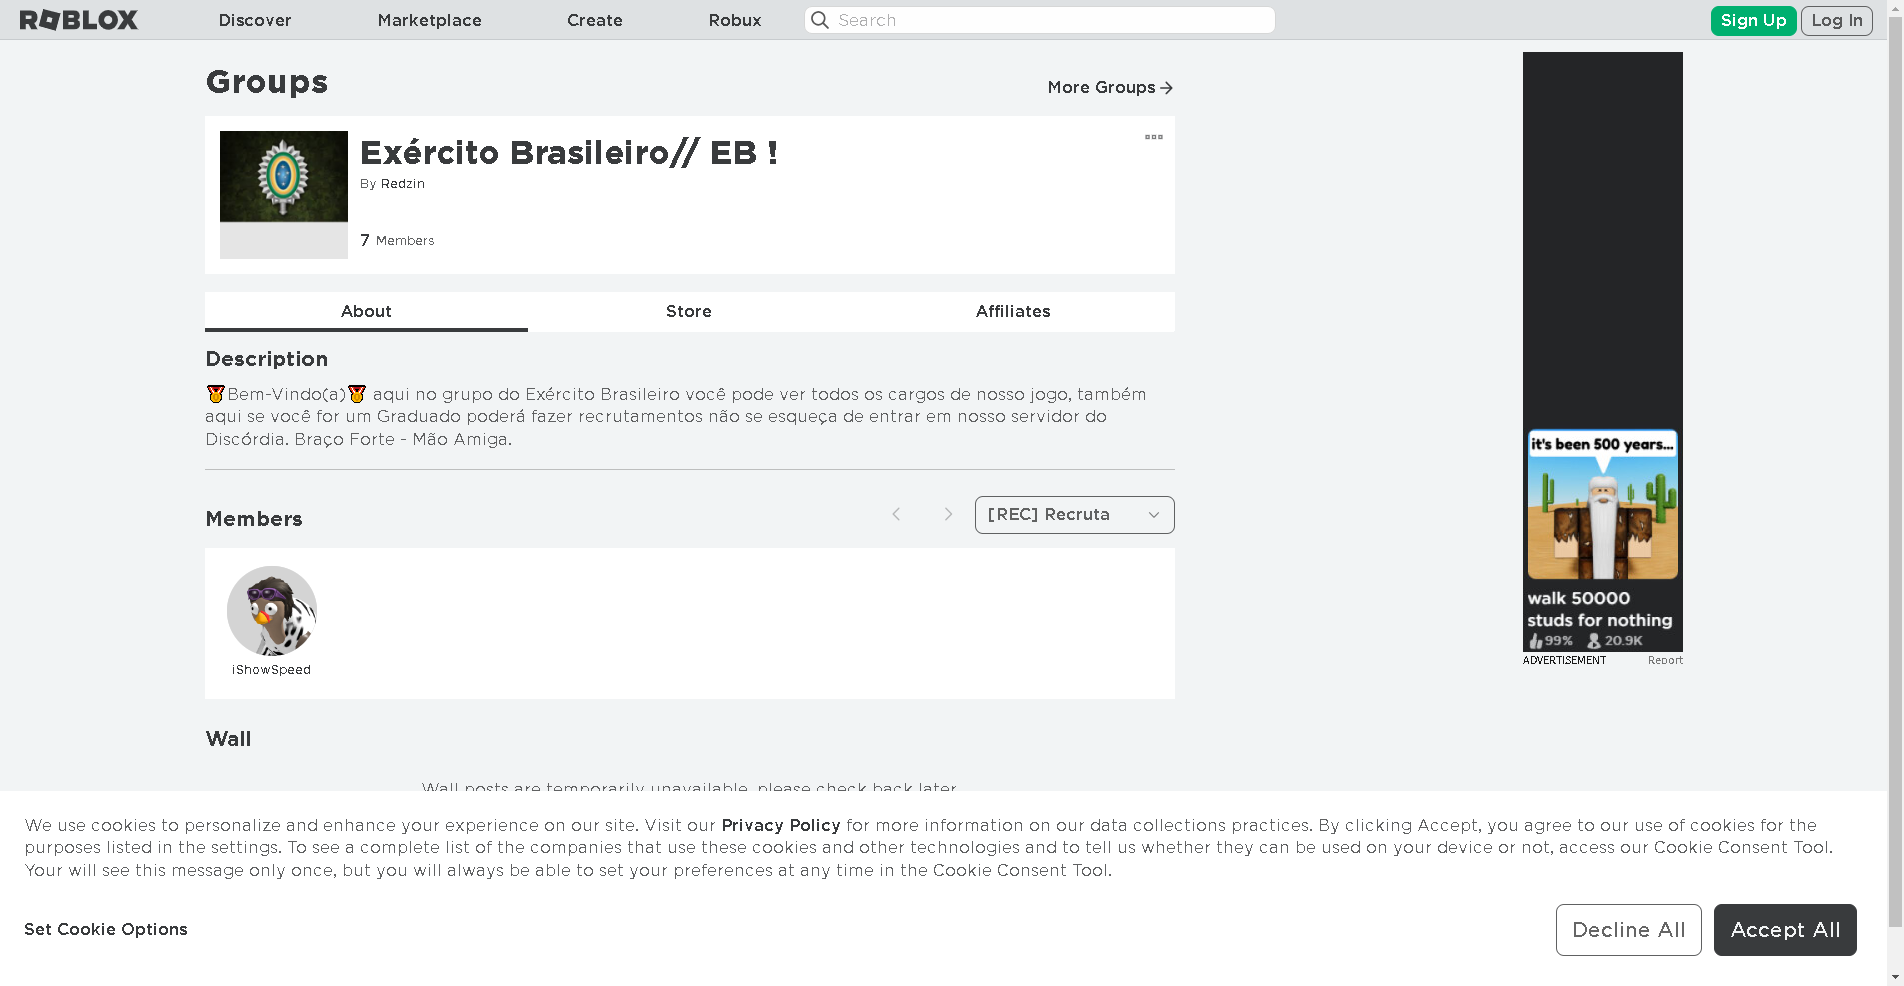 ROBLOX Discover Marketplace Create Robux Search Sign Up Log In
Groups
More Groups
Exército Brasileiro// EB !
By Redzin
7 Members
About Store Affiliates
Description
🏅Bem-Vindo(a)🏅 aqui no grupo do Exército Brasileiro você pode ver todos os cargos de nosso jogo, também
aqui se você for um Graduado poderá fazer recrutamentos não se esqueça de entrar em nosso servidor do
Discórdia. Braço Forte - Mão Amiga.
Members
[REC] Recruta
iShowSpeed
Wall
Wall posts are temporarily unavailable, please check back later.
it's been 500 years...
walk 50000
studs for nothing
99% 20.9K
ADVERTISEMENT Report
We use cookies to personalize and enhance your experience on our site. Visit our Privacy Policy for more information on our data collections practices. By clicking Accept, you agree to our use of cookies for the
purposes listed in the settings. To see a complete list of the companies that use these cookies and other technologies and to tell us whether they can be used on your device or not, access our Cookie Consent Tool.
Your will see this message only once, but you will always be able to set your preferences at any time in the Cookie Consent Tool.
Set Cookie Options
Decline All
Accept All